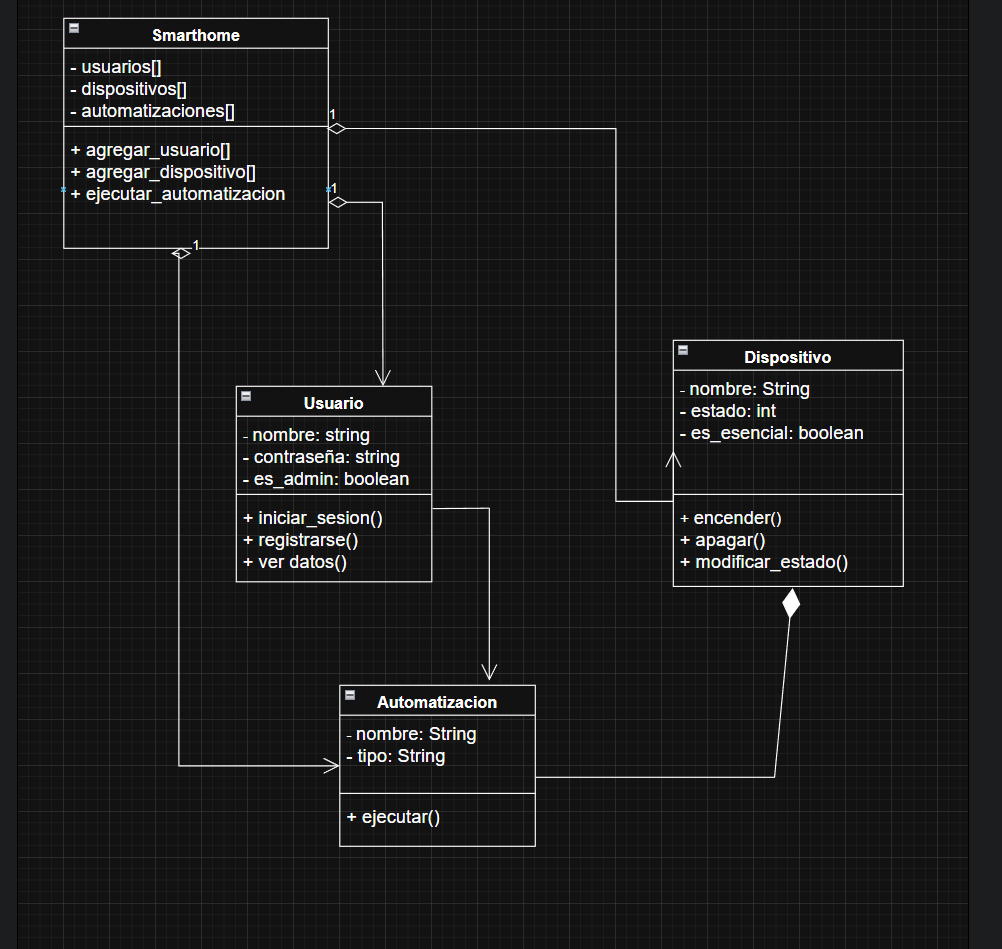 Smarthome
- usuarios[]
- dispositivos[]
- automatizaciones[]
1
+ agregar_usuario[]
+ agregar_dispositivo[]
+ ejecutar_automatizacion
1
1
Dispositivo
- nombre: String
- estado: int
- es_esencial: boolean
+ encender()
+ apagar()
+ modificar_estado()
Usuario
- nombre: string
- contraseña: string
- es_admin: boolean
+ iniciar_sesion()
+ registrarse()
+ ver datos()
Automatizacion
- nombre: String
- tipo: String
+ ejecutar()